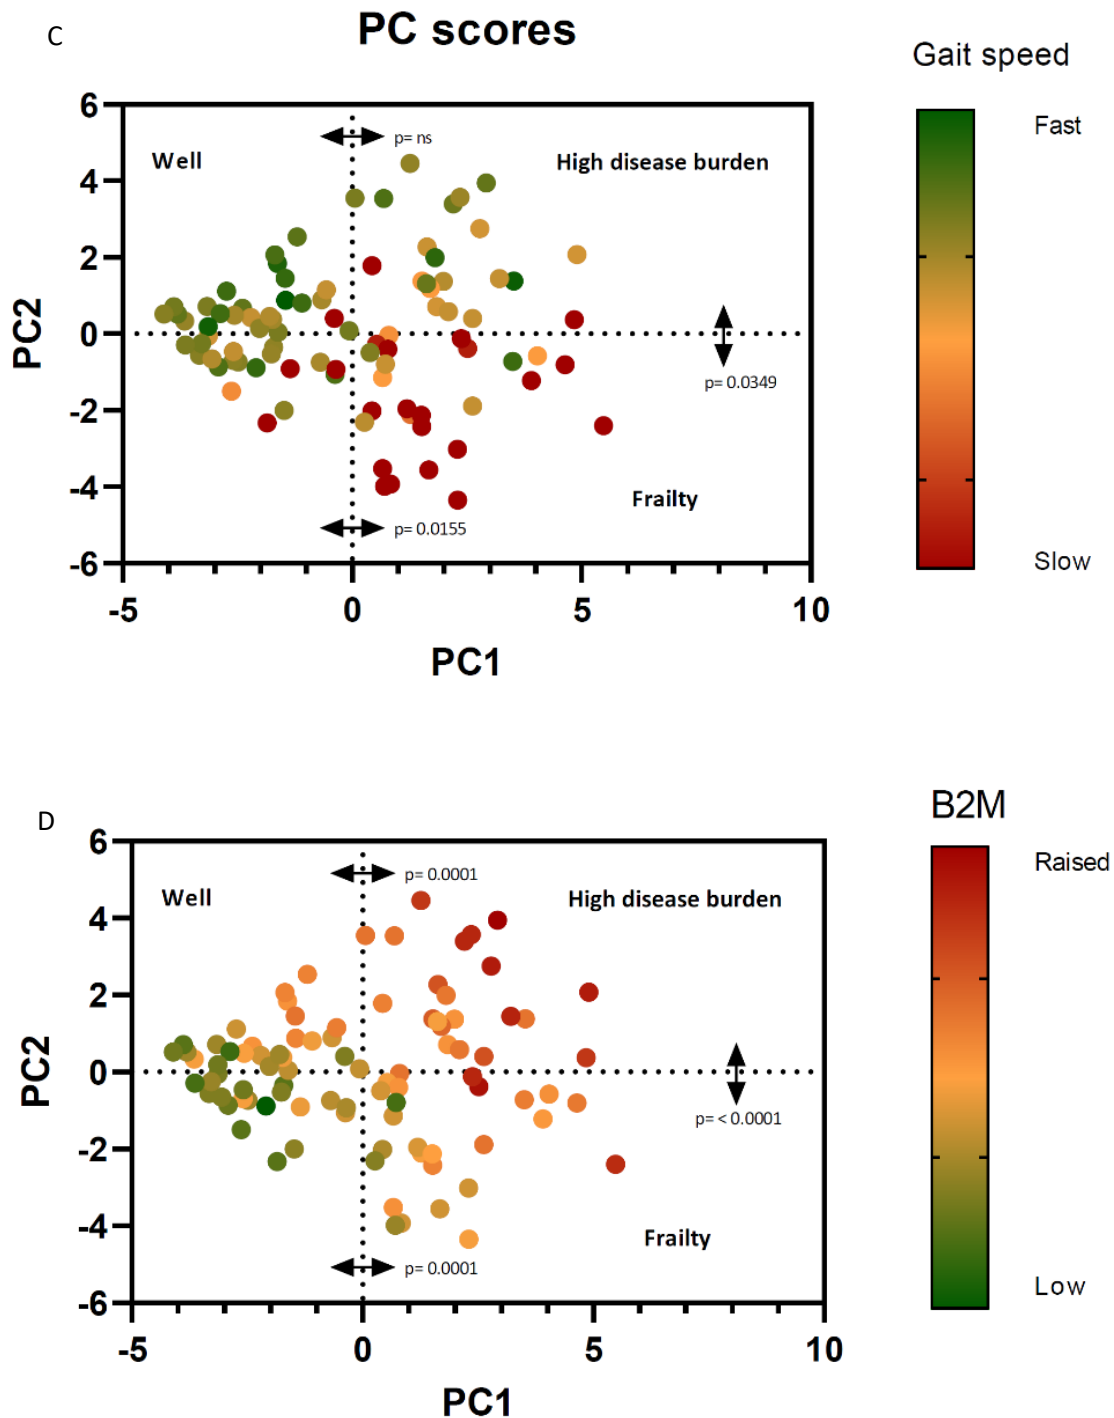 C
PC scores
Gait speed
Fast
Slow
6
4
2
0
-2
-4
-6
PC2
Well
p= ns
High disease burden
p= 0.0349
Frailty
p= 0.0155
-5
0
5
10
PC1
D
B2M
Raised
Low
6
4
2
0
-2
-4
-6
PC2
Well
p= 0.0001
High disease burden
p= < 0.0001
Frailty
p= 0.0001
-5
0
5
10
PC1